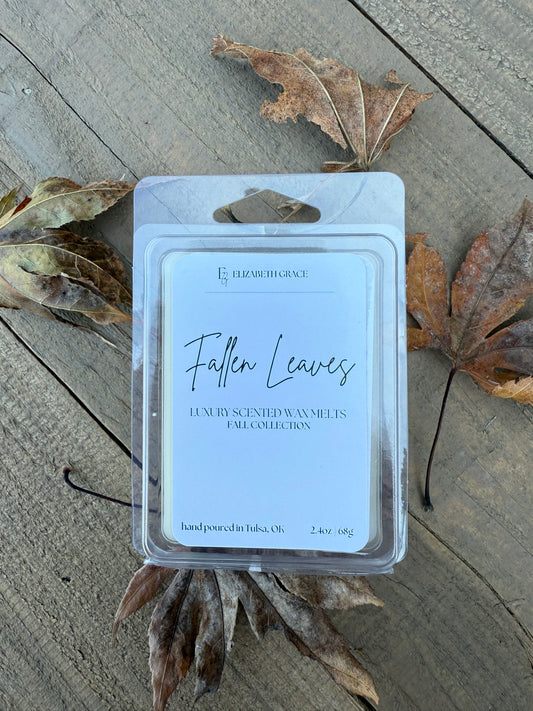 EG ELIZABETH GRACE
Fallen Leaves
LUXURY SCENTED WAX MELTS
FALL COLLECTION
hand poured in Tulsa, OK 2.4oz | 68g